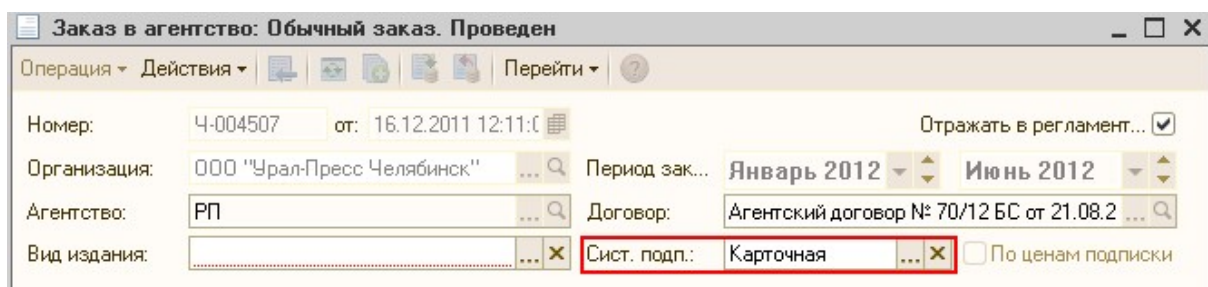 Заказ в агентство: Обычный заказ. Проведен
Операция Действия Перейти
Номер: Ч-004507 от: 16.12.2011 12:11:0 Отражать в регламент...
Организация: ООО "Урал-Пресс Челябинск" ... Период зак... Январь 2012 Июнь 2012
Агентство: РП ... Договор: Агентский договор № 70/12 БС от 21.08.2 ...
Вид издания: ... Сист. подп.: Карточная ... По ценам подписки